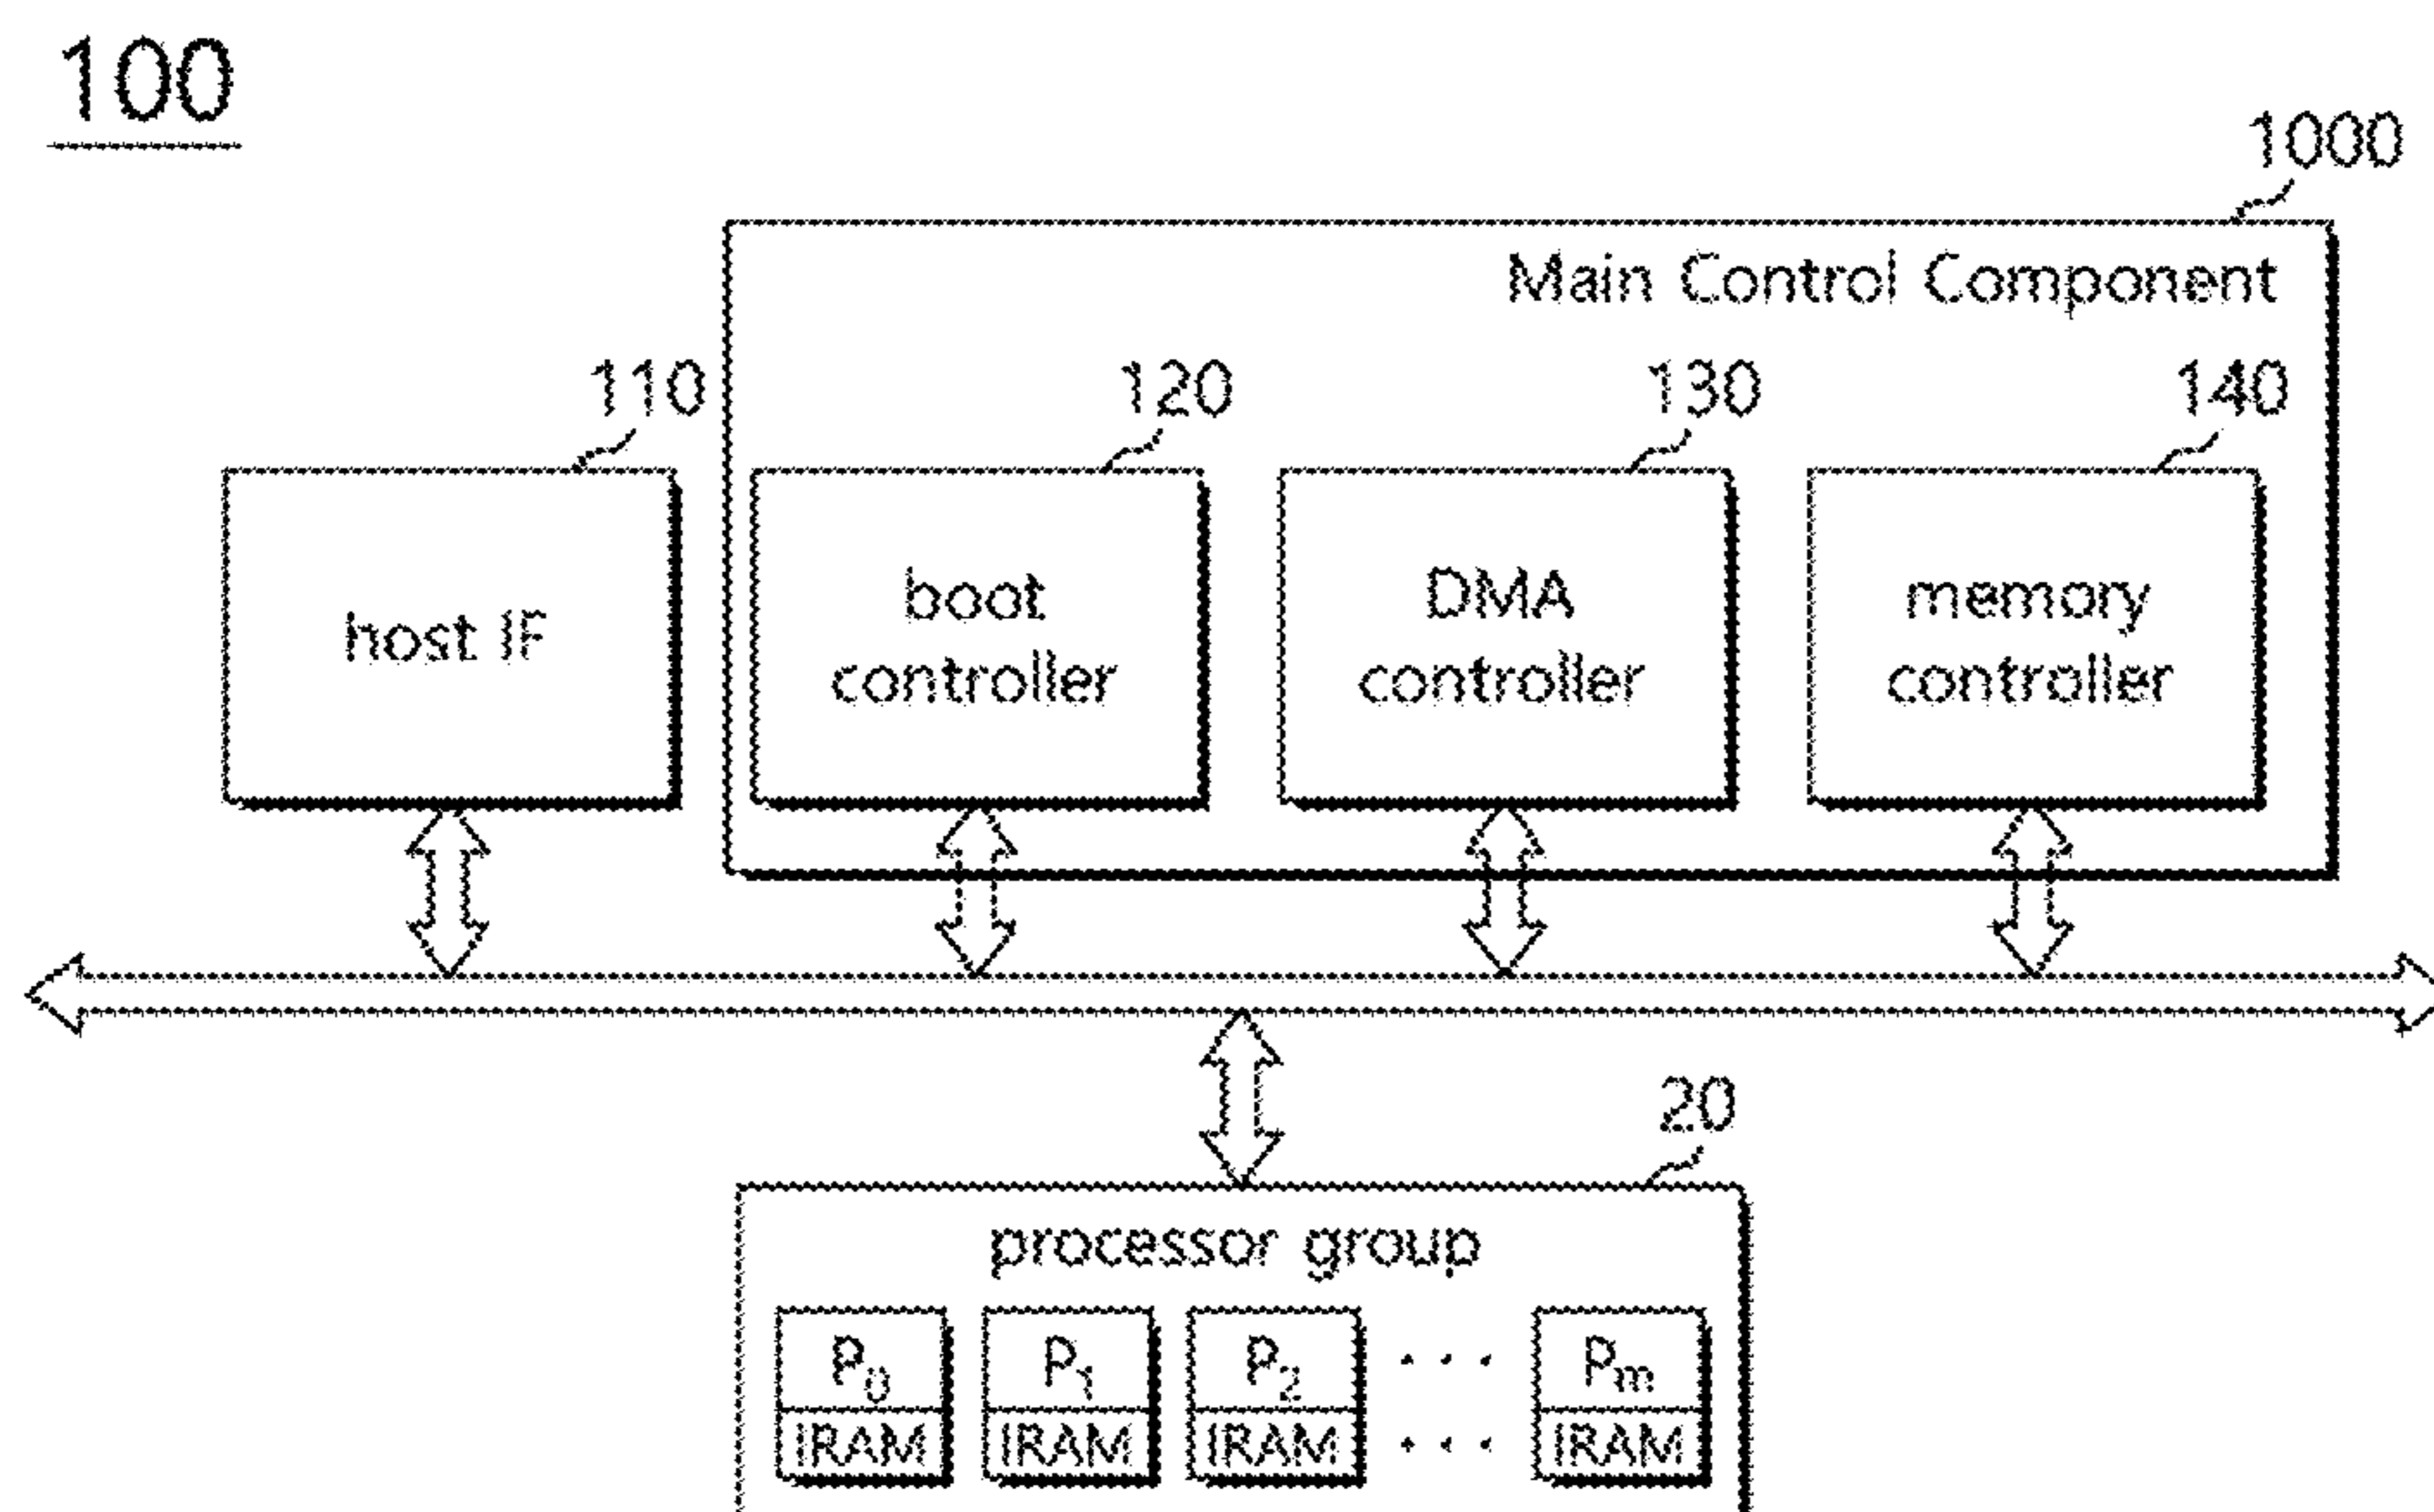 100
1000
Main Control Component
110
120
130
140
host IF
boot
controller
DMA
controller
memory
controller
20
processor group
P₀ P₁ P₂ · · · Pₘ
IRAM IRAM IRAM · · · IRAM